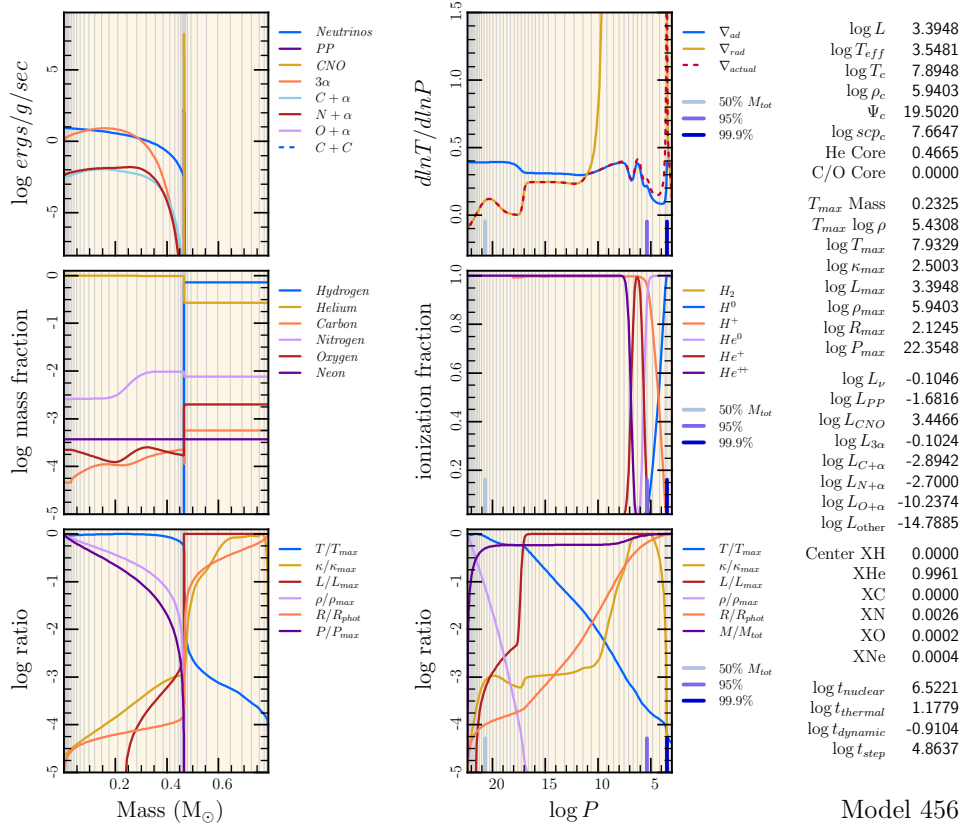 log ergs/g/sec
5
0
-5
Neutrinos
PP
CNO
3α
C + α
N + α
O + α
C + C
dlnT/dlnP
1.5
1.0
0.5
0.0
∇ad
∇rad
∇actual
50% Mtot
95%
99.9%
log mass fraction
0
-1
-2
-3
-4
-5
Hydrogen
Helium
Carbon
Nitrogen
Oxygen
Neon
ionization fraction
1.0
0.8
0.6
0.4
0.2
H2
H0
H+
He0
He+
He++
50% Mtot
95%
99.9%
log ratio
0
-1
-2
-3
-4
-5
T/Tmax
κ/κmax
L/Lmax
ρ/ρmax
R/Rphot
P/Pmax
0.2 0.4 0.6
Mass (M⊙)
log ratio
0
-1
-2
-3
-4
-5
T/Tmax
κ/κmax
L/Lmax
ρ/ρmax
R/Rphot
M/Mtot
50% Mtot
95%
99.9%
20 15 10 5
log P
log L 3.3948
log Teff 3.5481
log Tc 7.8948
log ρc 5.9403
Ψc 19.5020
log scpc 7.6647
He Core 0.4665
C/O Core 0.0000
Tmax Mass 0.2325
Tmax log ρ 5.4308
log Tmax 7.9329
log κmax 2.5003
log Lmax 3.3948
log ρmax 5.9403
log Rmax 2.1245
log Pmax 22.3548
log Lν -0.1046
log LPP -1.6816
log LCNO 3.4466
log L3α -0.1024
log LC+α -2.8942
log LN+α -2.7000
log LO+α -10.2374
log Lother -14.7885
Center XH 0.0000
XHe 0.9961
XC 0.0000
XN 0.0026
XO 0.0002
XNe 0.0004
log tnuclear 6.5221
log tthermal 1.1779
log tdynamic -0.9104
log tstep 4.8637
Model 456